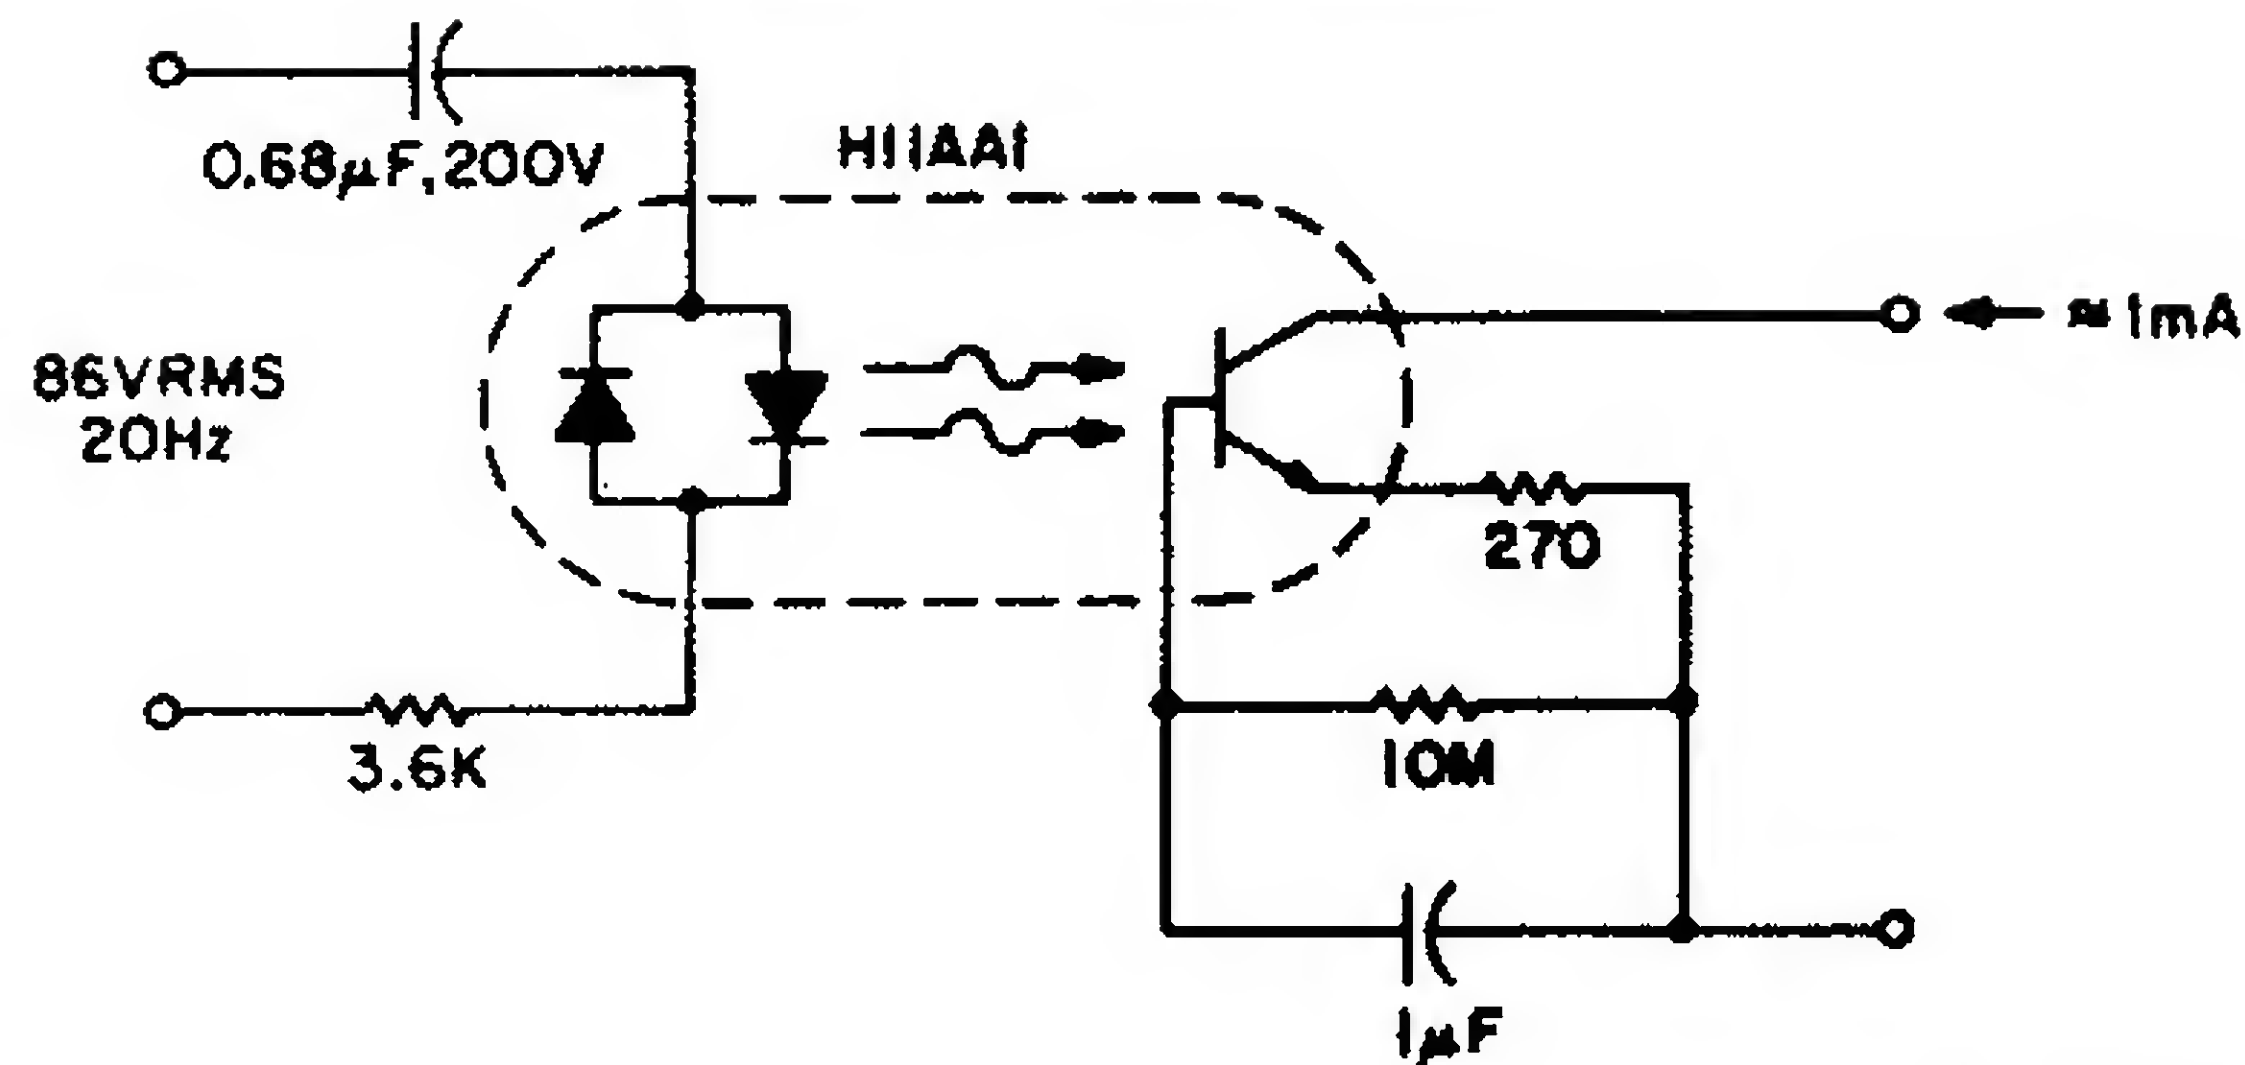 0.68μF,200V
H11AA1
86VRMS
20Hz
≈1mA
270
3.6K
10M
1μF